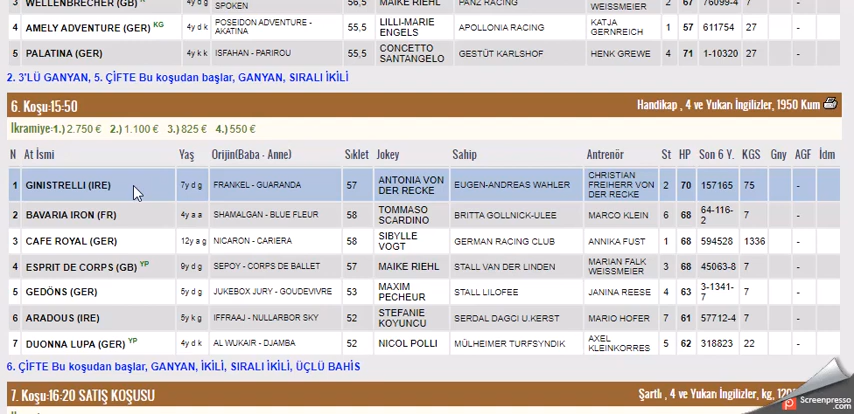 3 WELLENBRECHER (GB) SPOKEN 56,5 MAIKE RIEHL PANZ RACING WEISSMEIER 2 67 76099-4 7
4 AMELY ADVENTURE (GER) KG 4y d k POSEIDON ADVENTURE - AKATINA 55,5 LILLI-MARIE ENGELS APOLLONIA RACING KATJA GERNREICH 1 57 611754 27
5 PALATINA (GER) 4y k k ISFAHAN - PARIROU 55,5 CONCETTO SANTANGELO GESTÜT KARLSHOF HENK GREWE 4 71 1-10320 27
2. 3'LÜ GANYAN, 5. ÇİFTE Bu koşudan başlar, GANYAN, SIRALI İKİLİ
6. Koşu:15:50 Handikap , 4 ve Yukarı İngilizler, 1950 Kum
İkramiye:1.) 2.750 € 2.) 1.100 € 3.) 825 € 4.) 550 €
N At İsmi Yaş Orijin(Baba - Anne) Sıklet Jokey Sahip Antrenör St HP Son 6 Y. KGS Gny AGF İdm
1 GINISTRELLI (IRE) 7y d g FRANKEL - GUARANDA 57 ANTONIA VON DER RECKE EUGEN-ANDREAS WAHLER CHRISTIAN FREIHERR VON DER RECKE 2 70 157165 75 -
2 BAVARIA IRON (FR) 4y a a SHAMALGAN - BLUE FLEUR 58 TOMMASO SCARDINO BRITTA GOLLNICK-ULEE MARCO KLEIN 6 68 64-116-2 7 -
3 CAFE ROYAL (GER) 12y a g NICARON - CARIERA 58 SIBYLLE VOGT GERMAN RACING CLUB ANNIKA FUST 1 68 594528 1336 -
4 ESPRIT DE CORPS (GB) YP 9y d g SEPOY - CORPS DE BALLET 57 MAIKE RIEHL STALL VAN DER LINDEN MARIAN FALK WEISSMEIER 3 68 45063-8 7 -
5 GEDÖNS (GER) 5y d g JUKEBOX JURY - GOUDEVIVRE 53 MAXIM PECHEUR STALL LILOFEE JANINA REESE 4 63 3-1341-7 7 -
6 ARADOUS (IRE) 5y k g IFFRAAJ - NULLARBOR SKY 52 STEFANIE KOYUNCU SERDAL DAGCI U.KERST MARIO HOFER 7 61 57712-4 7 -
7 DUONNA LUPA (GER) YP 4y d k AL WUKAIR - DJAMBA 52 NICOL POLLI MÜLHEIMER TURFSYNDIK AXEL KLEINKORRES 5 62 318823 22 -
6. ÇİFTE Bu koşudan başlar, GANYAN, İKİLİ, SIRALI İKİLİ, ÜÇLÜ BAHİS
7. Koşu:16:20 SATIŞ KOŞUSU Şartlı , 4 ve Yukarı İngilizler, kg,
Screenpresso.com